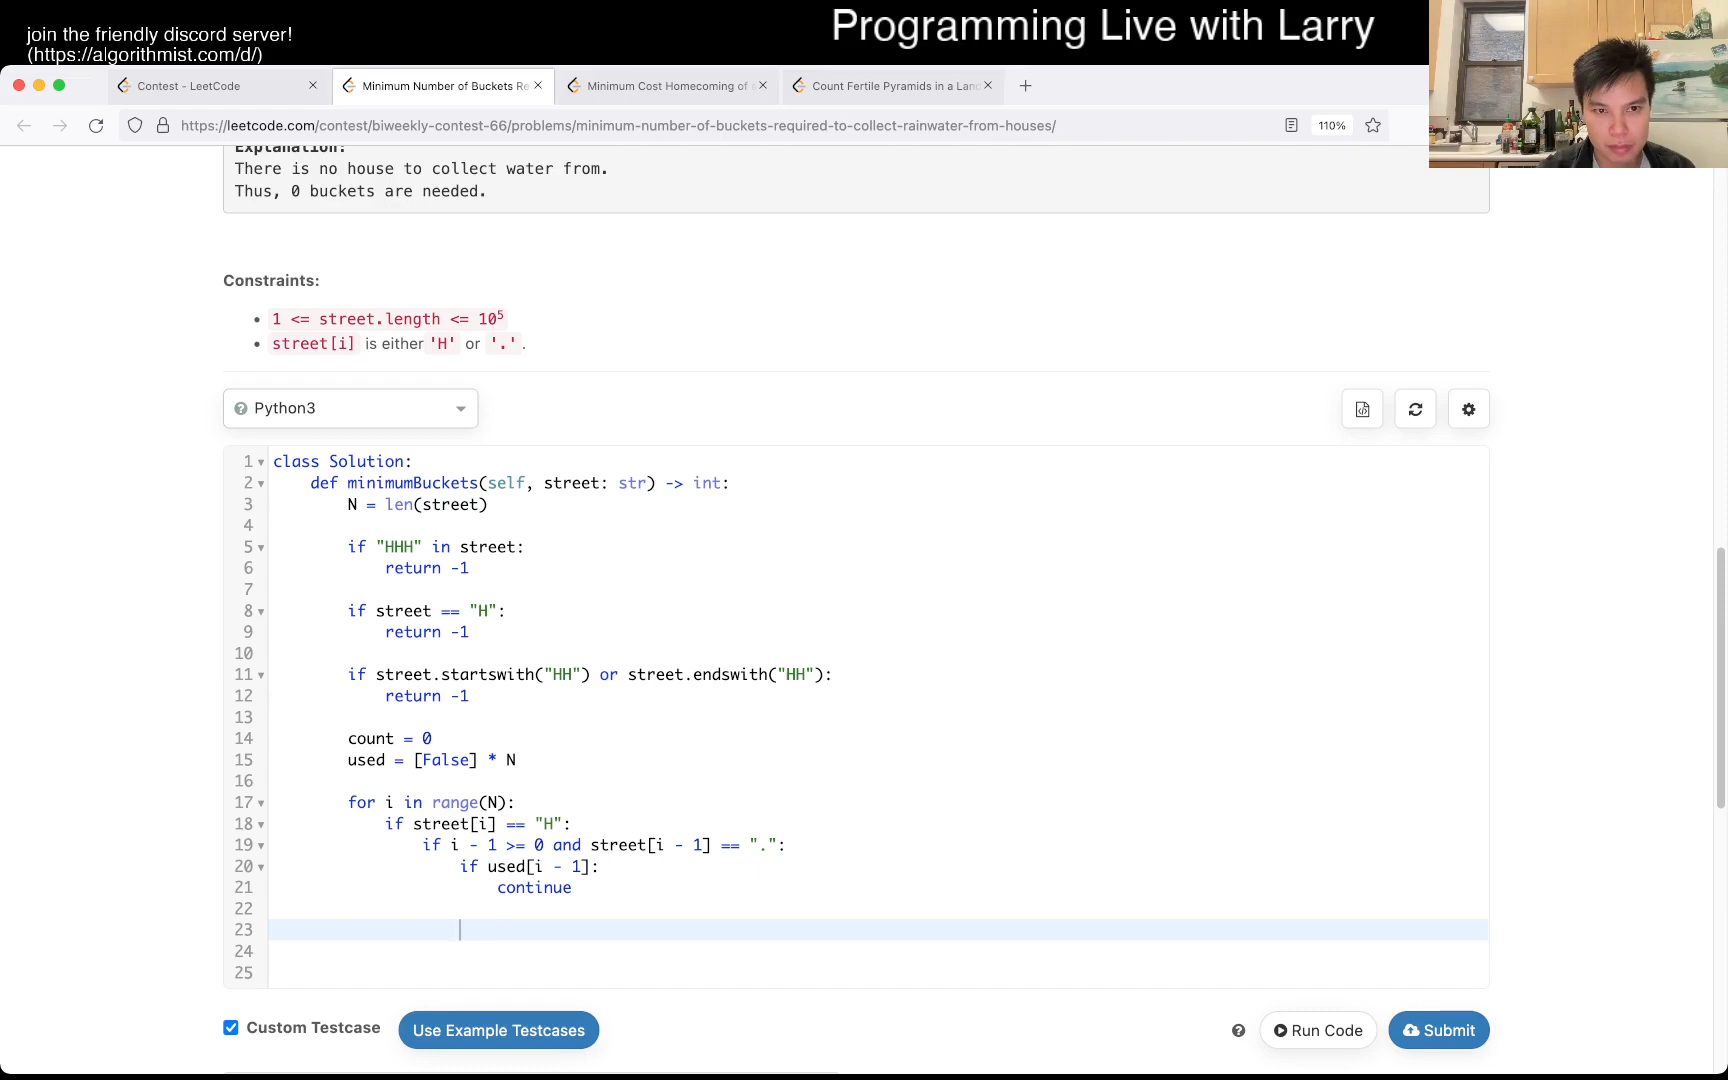 join the friendly discord server!
(https://algorithmist.com/d/)
Programming Live with Larry
Contest - LeetCode
Minimum Number of Buckets Re
Minimum Cost Homecoming of a
Count Fertile Pyramids in a Land
https://leetcode.com/contest/biweekly-contest-66/problems/minimum-number-of-buckets-required-to-collect-rainwater-from-houses/
110%
Explanation:
There is no house to collect water from.
Thus, 0 buckets are needed.
Constraints:
1 <= street.length <= 10⁵
street[i] is either 'H' or '.'.
Python3
1 class Solution:
2 def minimumBuckets(self, street: str) -> int:
3 N = len(street)
4
5 if "HHH" in street:
6 return -1
7
8 if street == "H":
9 return -1
10
11 if street.startswith("HH") or street.endswith("HH"):
12 return -1
13
14 count = 0
15 used = [False] * N
16
17 for i in range(N):
18 if street[i] == "H":
19 if i - 1 >= 0 and street[i - 1] == ".":
20 if used[i - 1]:
21 continue
22
23
24
25
Custom Testcase
Use Example Testcases
Run Code
Submit